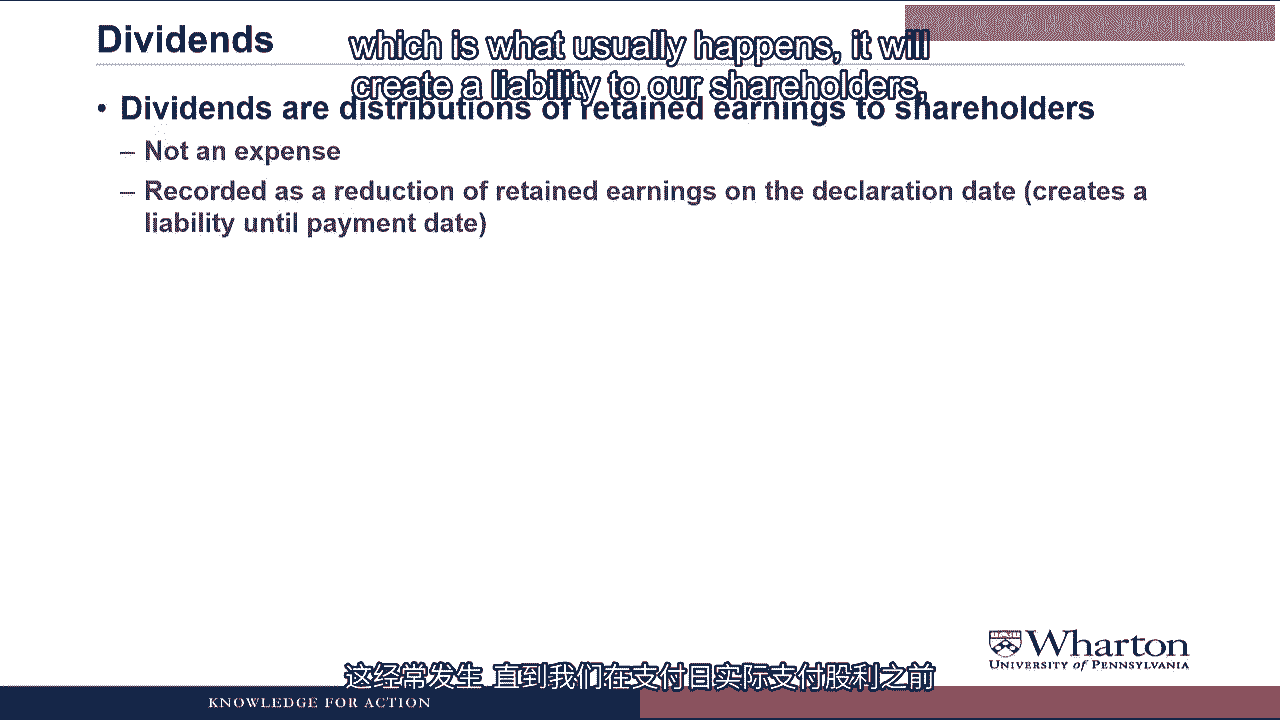 Dividends
which is what usually happens, it will
create a liability to our shareholders,
• Dividends are distributions of retained earnings to shareholders
– Not an expense
– Recorded as a reduction of retained earnings on the declaration date (creates a
liability until payment date)
Wharton
UNIVERSITY of PENNSYLVANIA
这经常发生 直到我们在支付日实际支付股利之前
KNOWLEDGE FOR ACTION